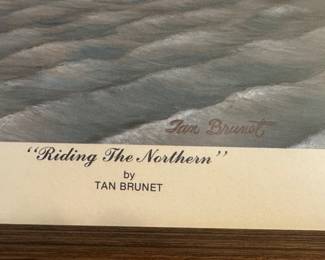 Tan Brunet
"Riding The Northern"
by
TAN BRUNET